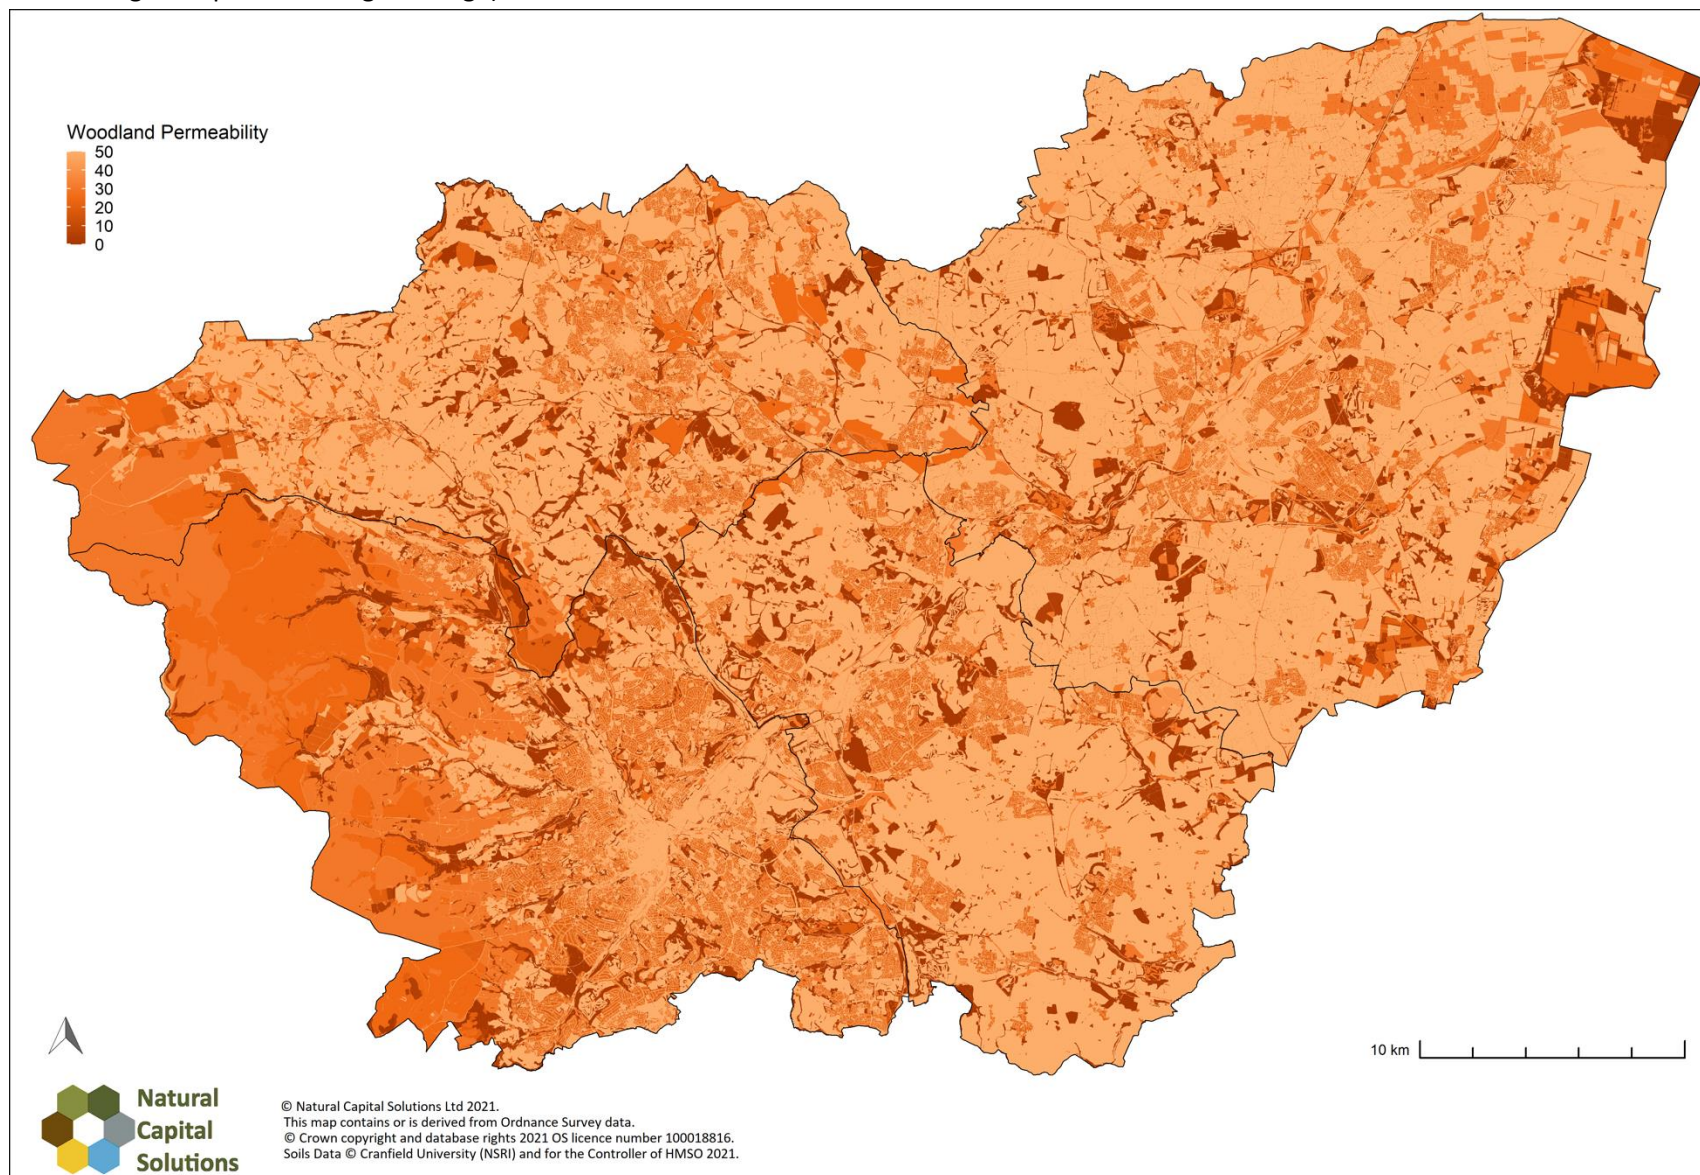 Woodland Permeability
50
40
30
20
10
0
10 km
Natural
Capital
Solutions
© Natural Capital Solutions Ltd 2021.
This map contains or is derived from Ordnance Survey data.
© Crown copyright and database rights 2021 OS licence number 100018816.
Soils Data © Cranfield University (NSRI) and for the Controller of HMSO 2021.